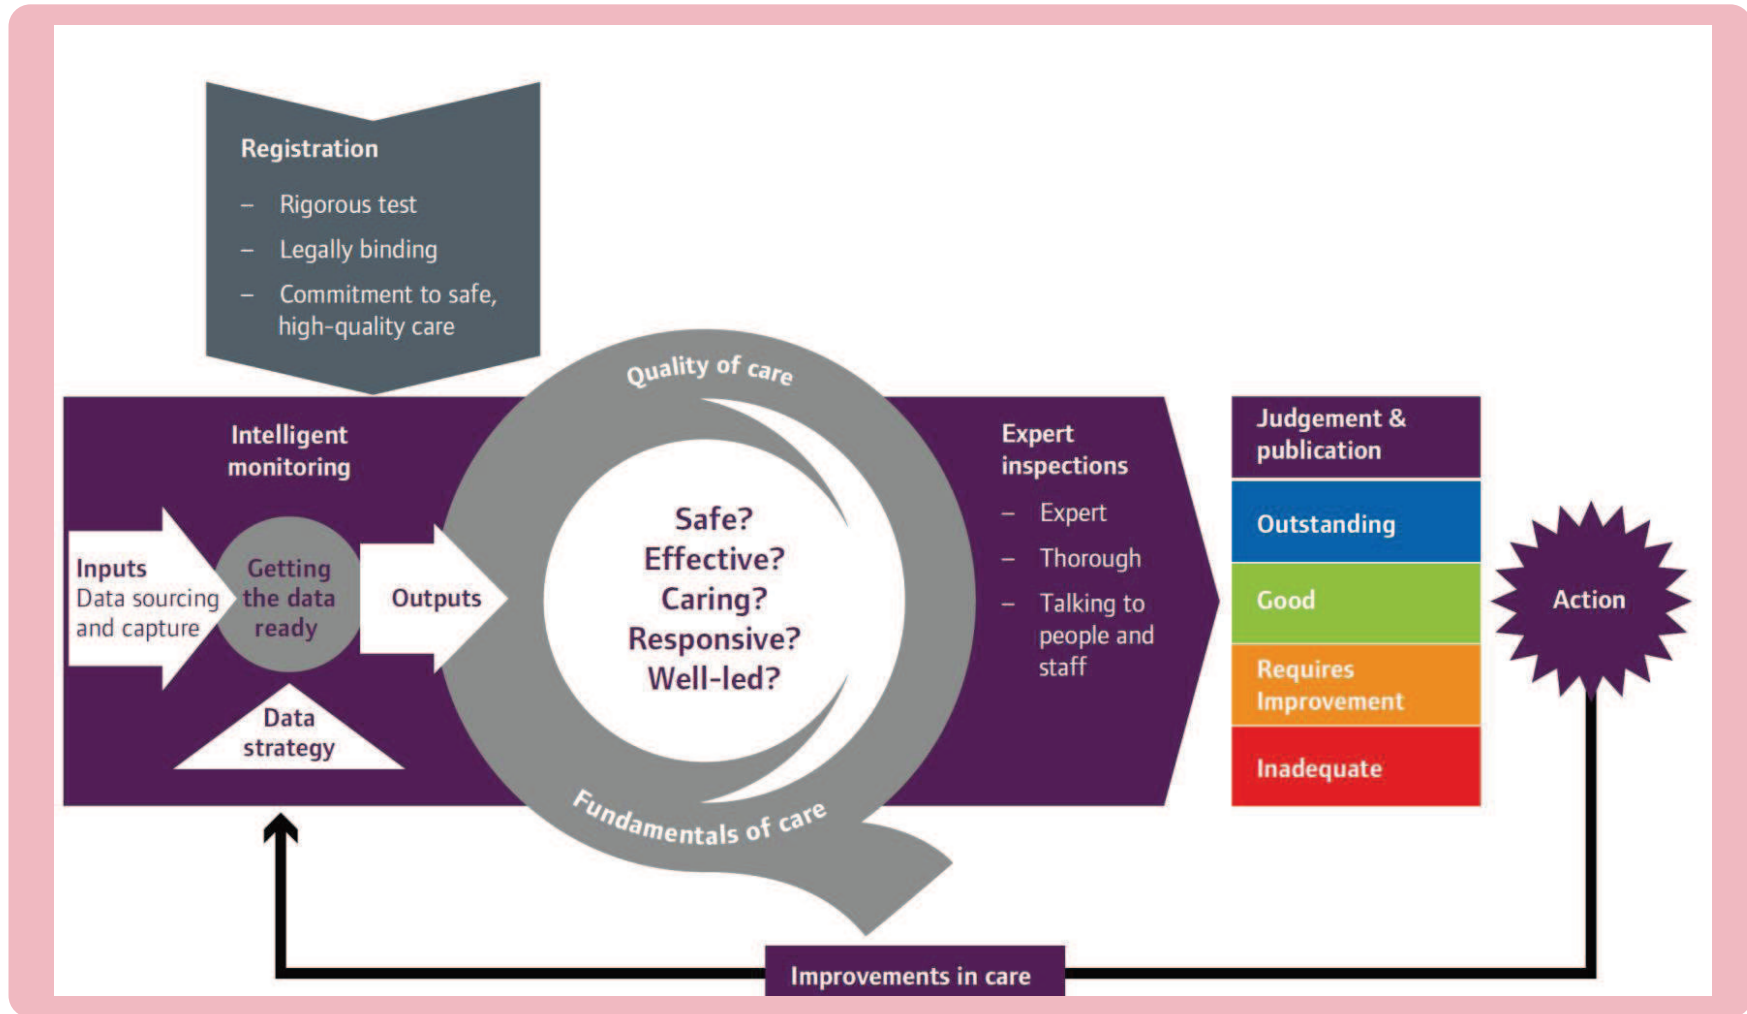 Registration
– Rigorous test
– Legally binding
– Commitment to safe,
high-quality care
Intelligent
monitoring
Inputs
Data sourcing
and capture
Getting
the data
ready
Outputs
Data
strategy
Quality of care
Safe?
Effective?
Caring?
Responsive?
Well-led?
Fundamentals of care
Expert
inspections
– Expert
– Thorough
– Talking to
people and
staff
Judgement &
publication
Outstanding
Good
Requires
Improvement
Inadequate
Action
Improvements in care